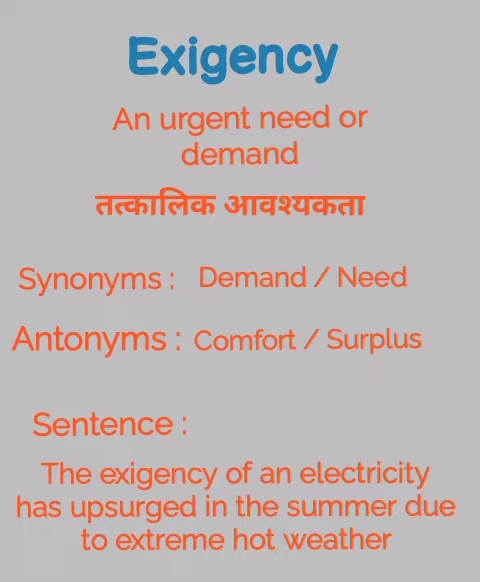 Exigency
An urgent need or
demand
तत्कालिक आवश्यकता
Synonyms : Demand / Need
Antonyms : Comfort / Surplus
Sentence :
The exigency of an electricity
has upsurged in the summer due
to extreme hot weather